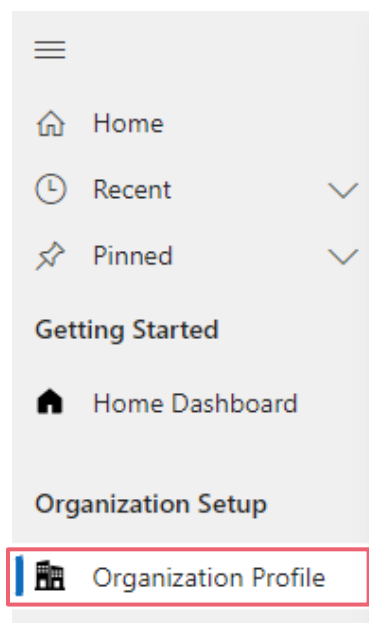 Home
Recent
Pinned
Getting Started
Home Dashboard
Organization Setup
Organization Profile